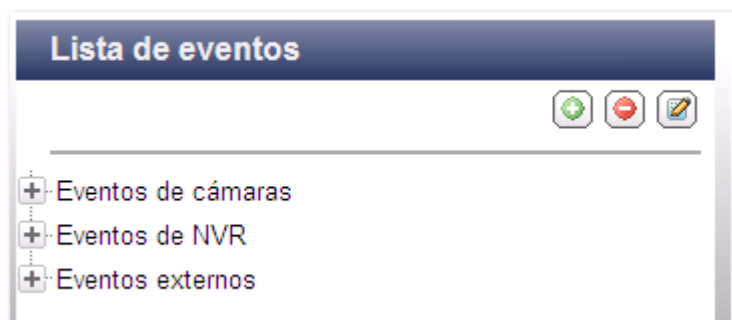 Lista de eventos
Eventos de cámaras
Eventos de NVR
Eventos externos